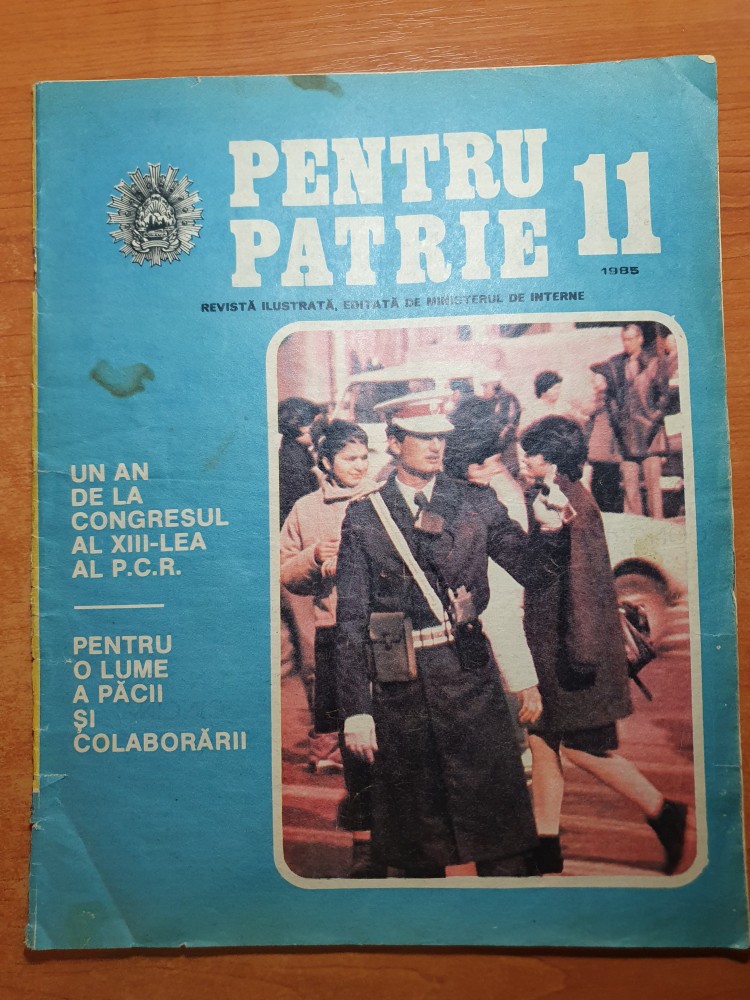 PENTRU
PATRIE
11
1985
REVISTĂ ILUSTRATĂ, EDITATĂ DE MINISTERUL DE INTERNE
UN AN
DE LA
CONGRESUL
AL XIII-LEA
AL P.C.R.
PENTRU
O LUME
A PĂCII
ȘI
COLABORĂRII